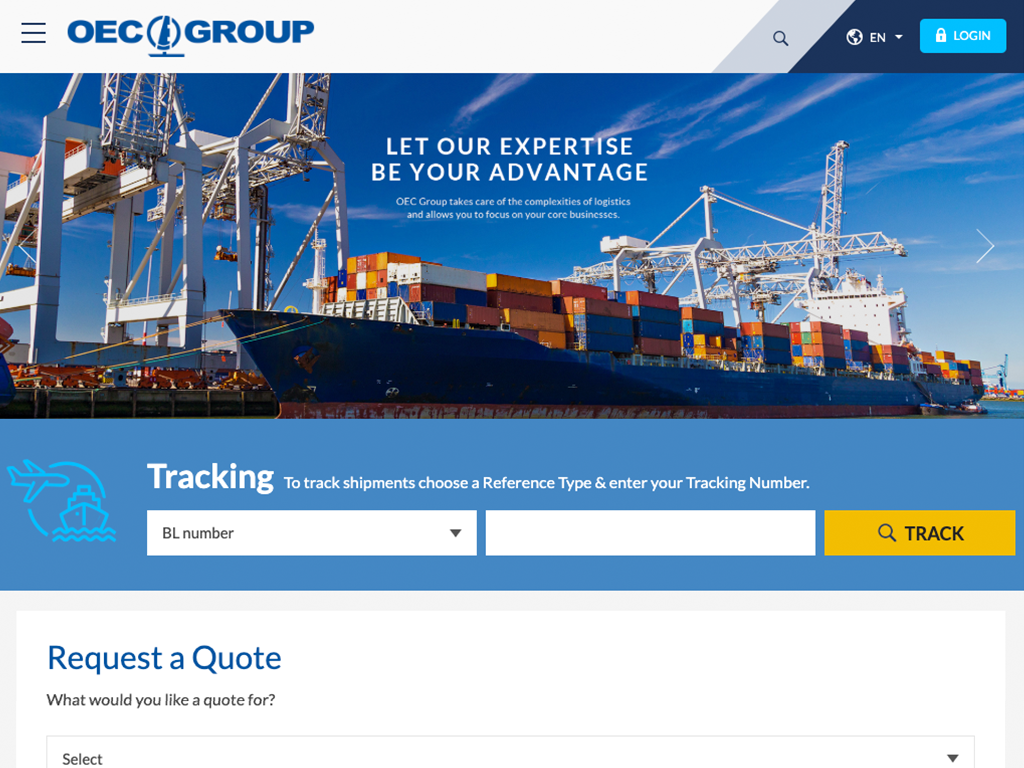 OEC GROUP
EN
LOGIN
LET OUR EXPERTISE
BE YOUR ADVANTAGE
OEC Group takes care of the complexities of logistics
and allows you to focus on your core businesses.
Tracking To track shipments choose a Reference Type & enter your Tracking Number.
BL number
TRACK
Request a Quote
What would you like a quote for?
Select